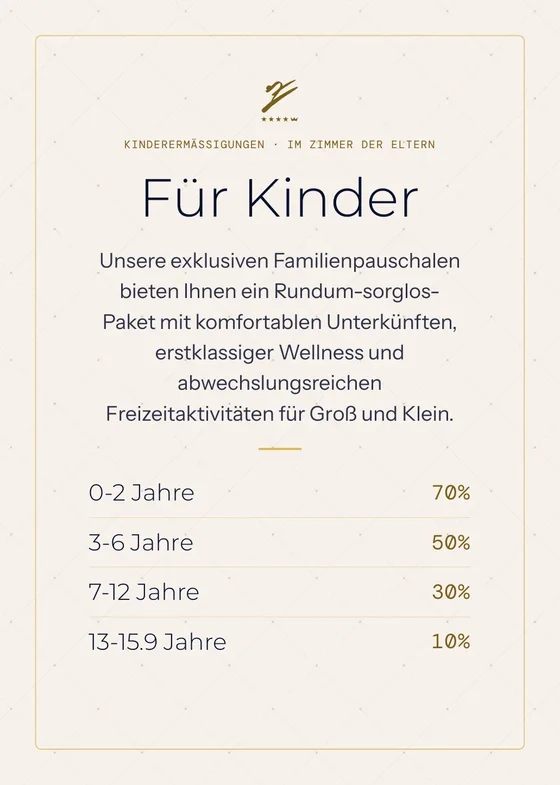 KINDERERMÄSSIGUNGEN · IM ZIMMER DER ELTERN
Für Kinder
Unsere exklusiven Familienpauschalen
bieten Ihnen ein Rundum-sorglos-
Paket mit komfortablen Unterkünften,
erstklassiger Wellness und
abwechslungsreichen
Freizeitaktivitäten für Groß und Klein.
0-2 Jahre 70%
3-6 Jahre 50%
7-12 Jahre 30%
13-15.9 Jahre 10%